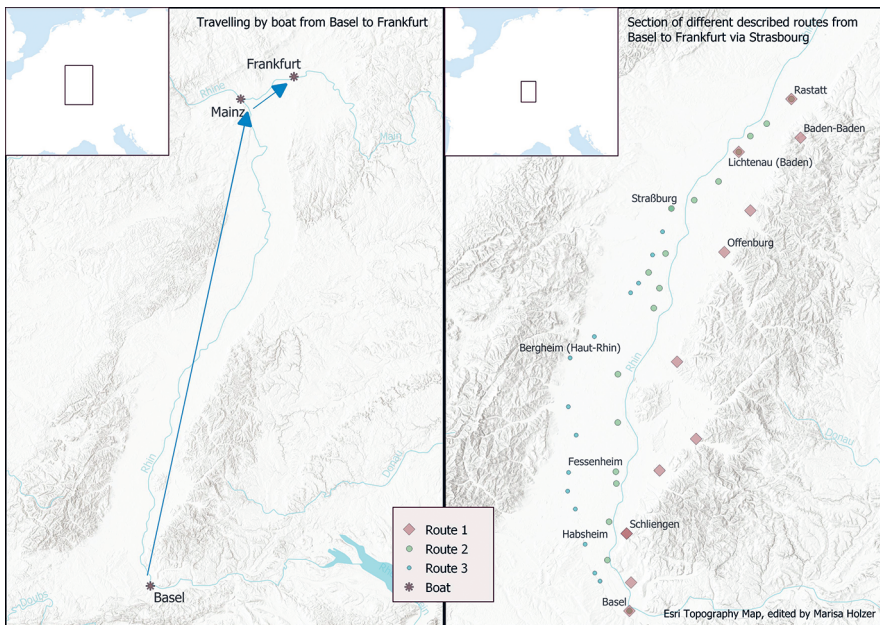 Travelling by boat from Basel to Frankfurt
Frankfurt
Rhine
Mainz
Main
Rhin
Donau
Doubs
Basel
Section of different described routes from
Basel to Frankfurt via Strasbourg
Rastatt
Baden-Baden
Lichtenau (Baden)
Straßburg
Offenburg
Bergheim (Haut-Rhin)
Rhin
Donau
Fessenheim
Schliengen
Habsheim
Basel
Route 1
Route 2
Route 3
Boat
Esri Topography Map, edited by Marisa Holzer